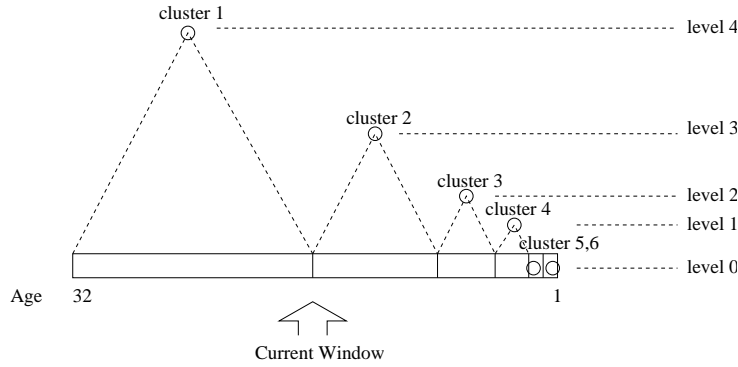 cluster 1
level 4
cluster 2
level 3
cluster 3
level 2
cluster 4
level 1
cluster 5,6
level 0
Age
32
1
Current Window